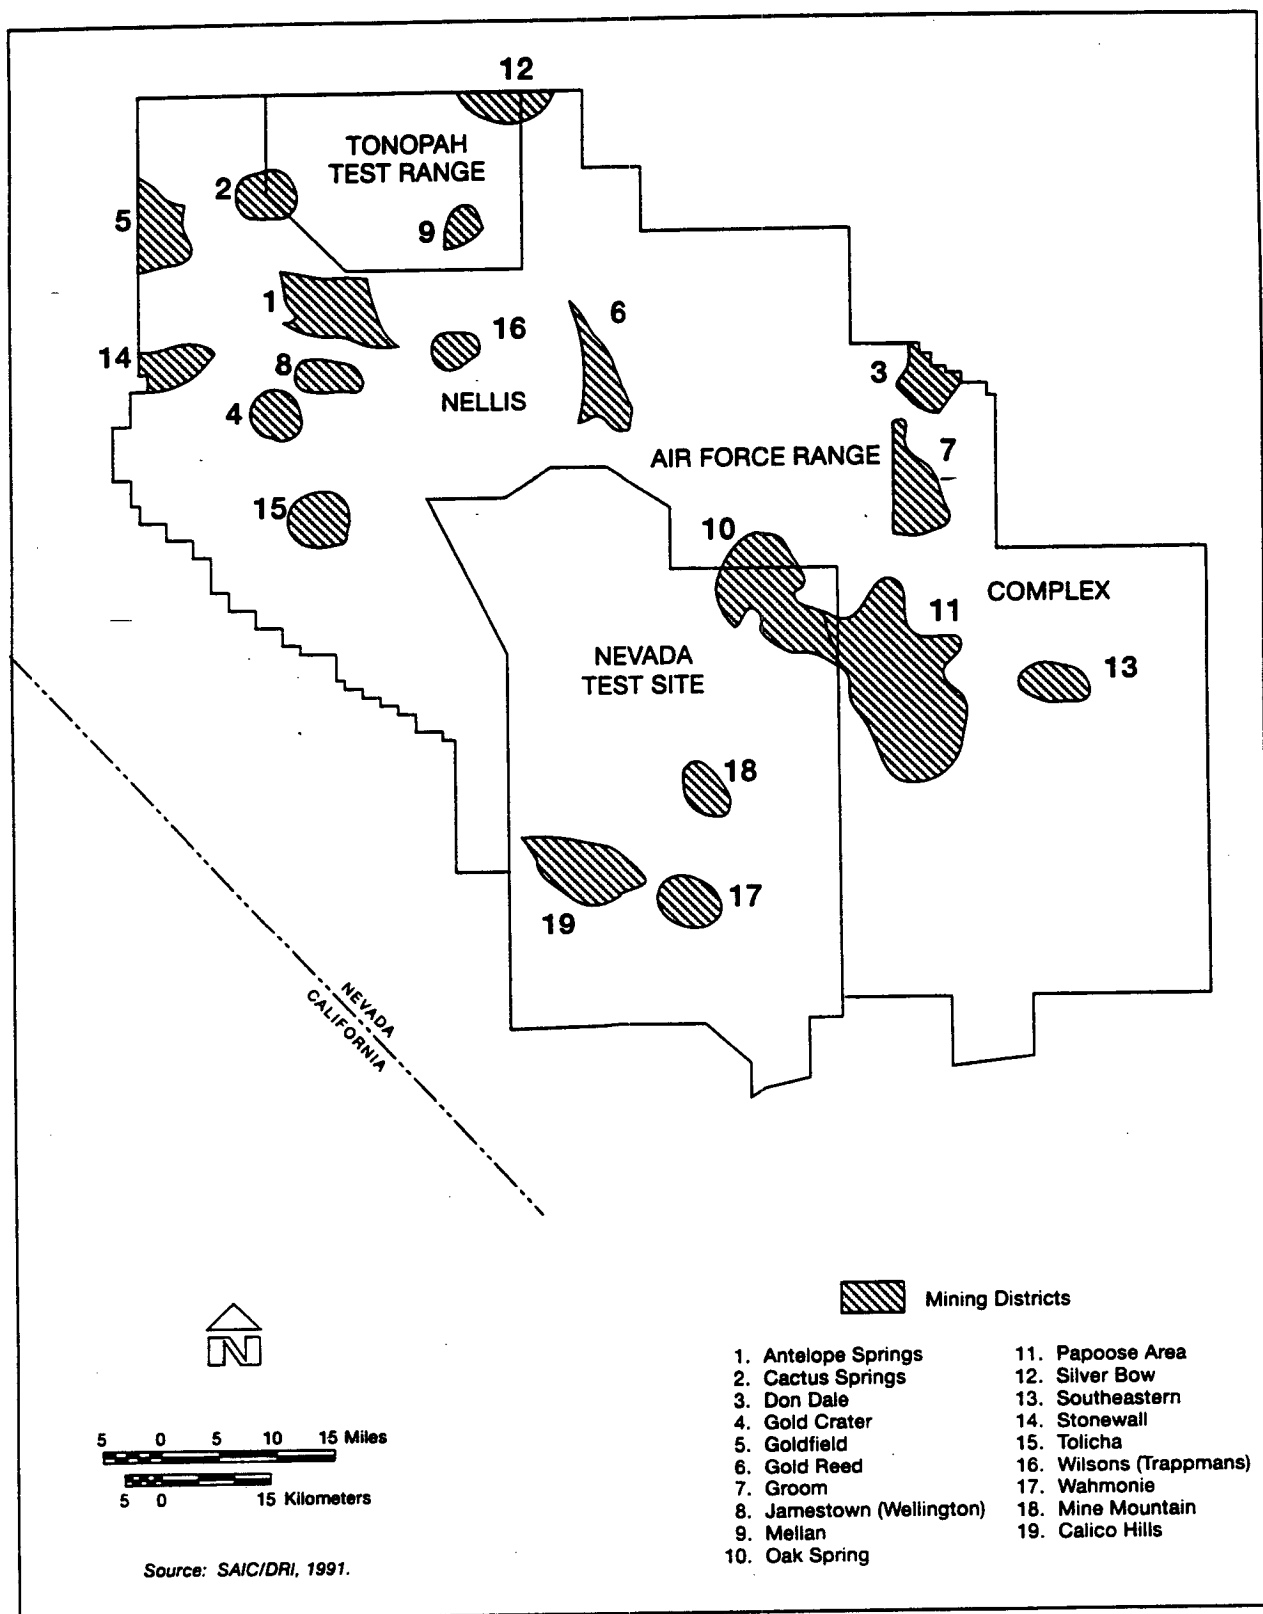 12
TONOPAH
TEST RANGE
2
5
9
1
6
16
14
8
3
4
NELLIS
7
AIR FORCE RANGE
15
10
COMPLEX
11
NEVADA
TEST SITE
13
18
17
19
NEVADA
CALIFORNIA
N
Mining Districts
1. Antelope Springs
2. Cactus Springs
3. Don Dale
4. Gold Crater
5. Goldfield
6. Gold Reed
7. Groom
8. Jamestown (Wellington)
9. Mellan
10. Oak Spring
11. Papoose Area
12. Silver Bow
13. Southeastern
14. Stonewall
15. Tolicha
16. Wilsons (Trappmans)
17. Wahmonie
18. Mine Mountain
19. Calico Hills
5 0 5 10 15 Miles
5 0 15 Kilometers
Source: SAIC/DRI, 1991.